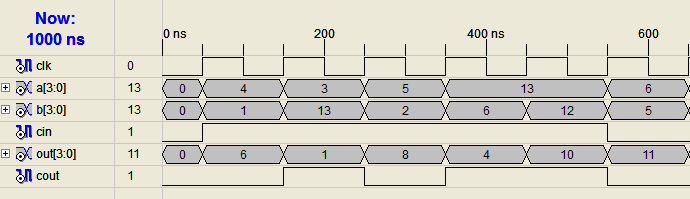 Now:
1000 ns
0 ns 200 400 ns 600
clk 0
a[3:0] 13 0 4 3 5 13 6
b[3:0] 13 0 1 13 2 6 12 5
cin 1
out[3:0] 11 0 6 1 8 4 10 11
cout 1